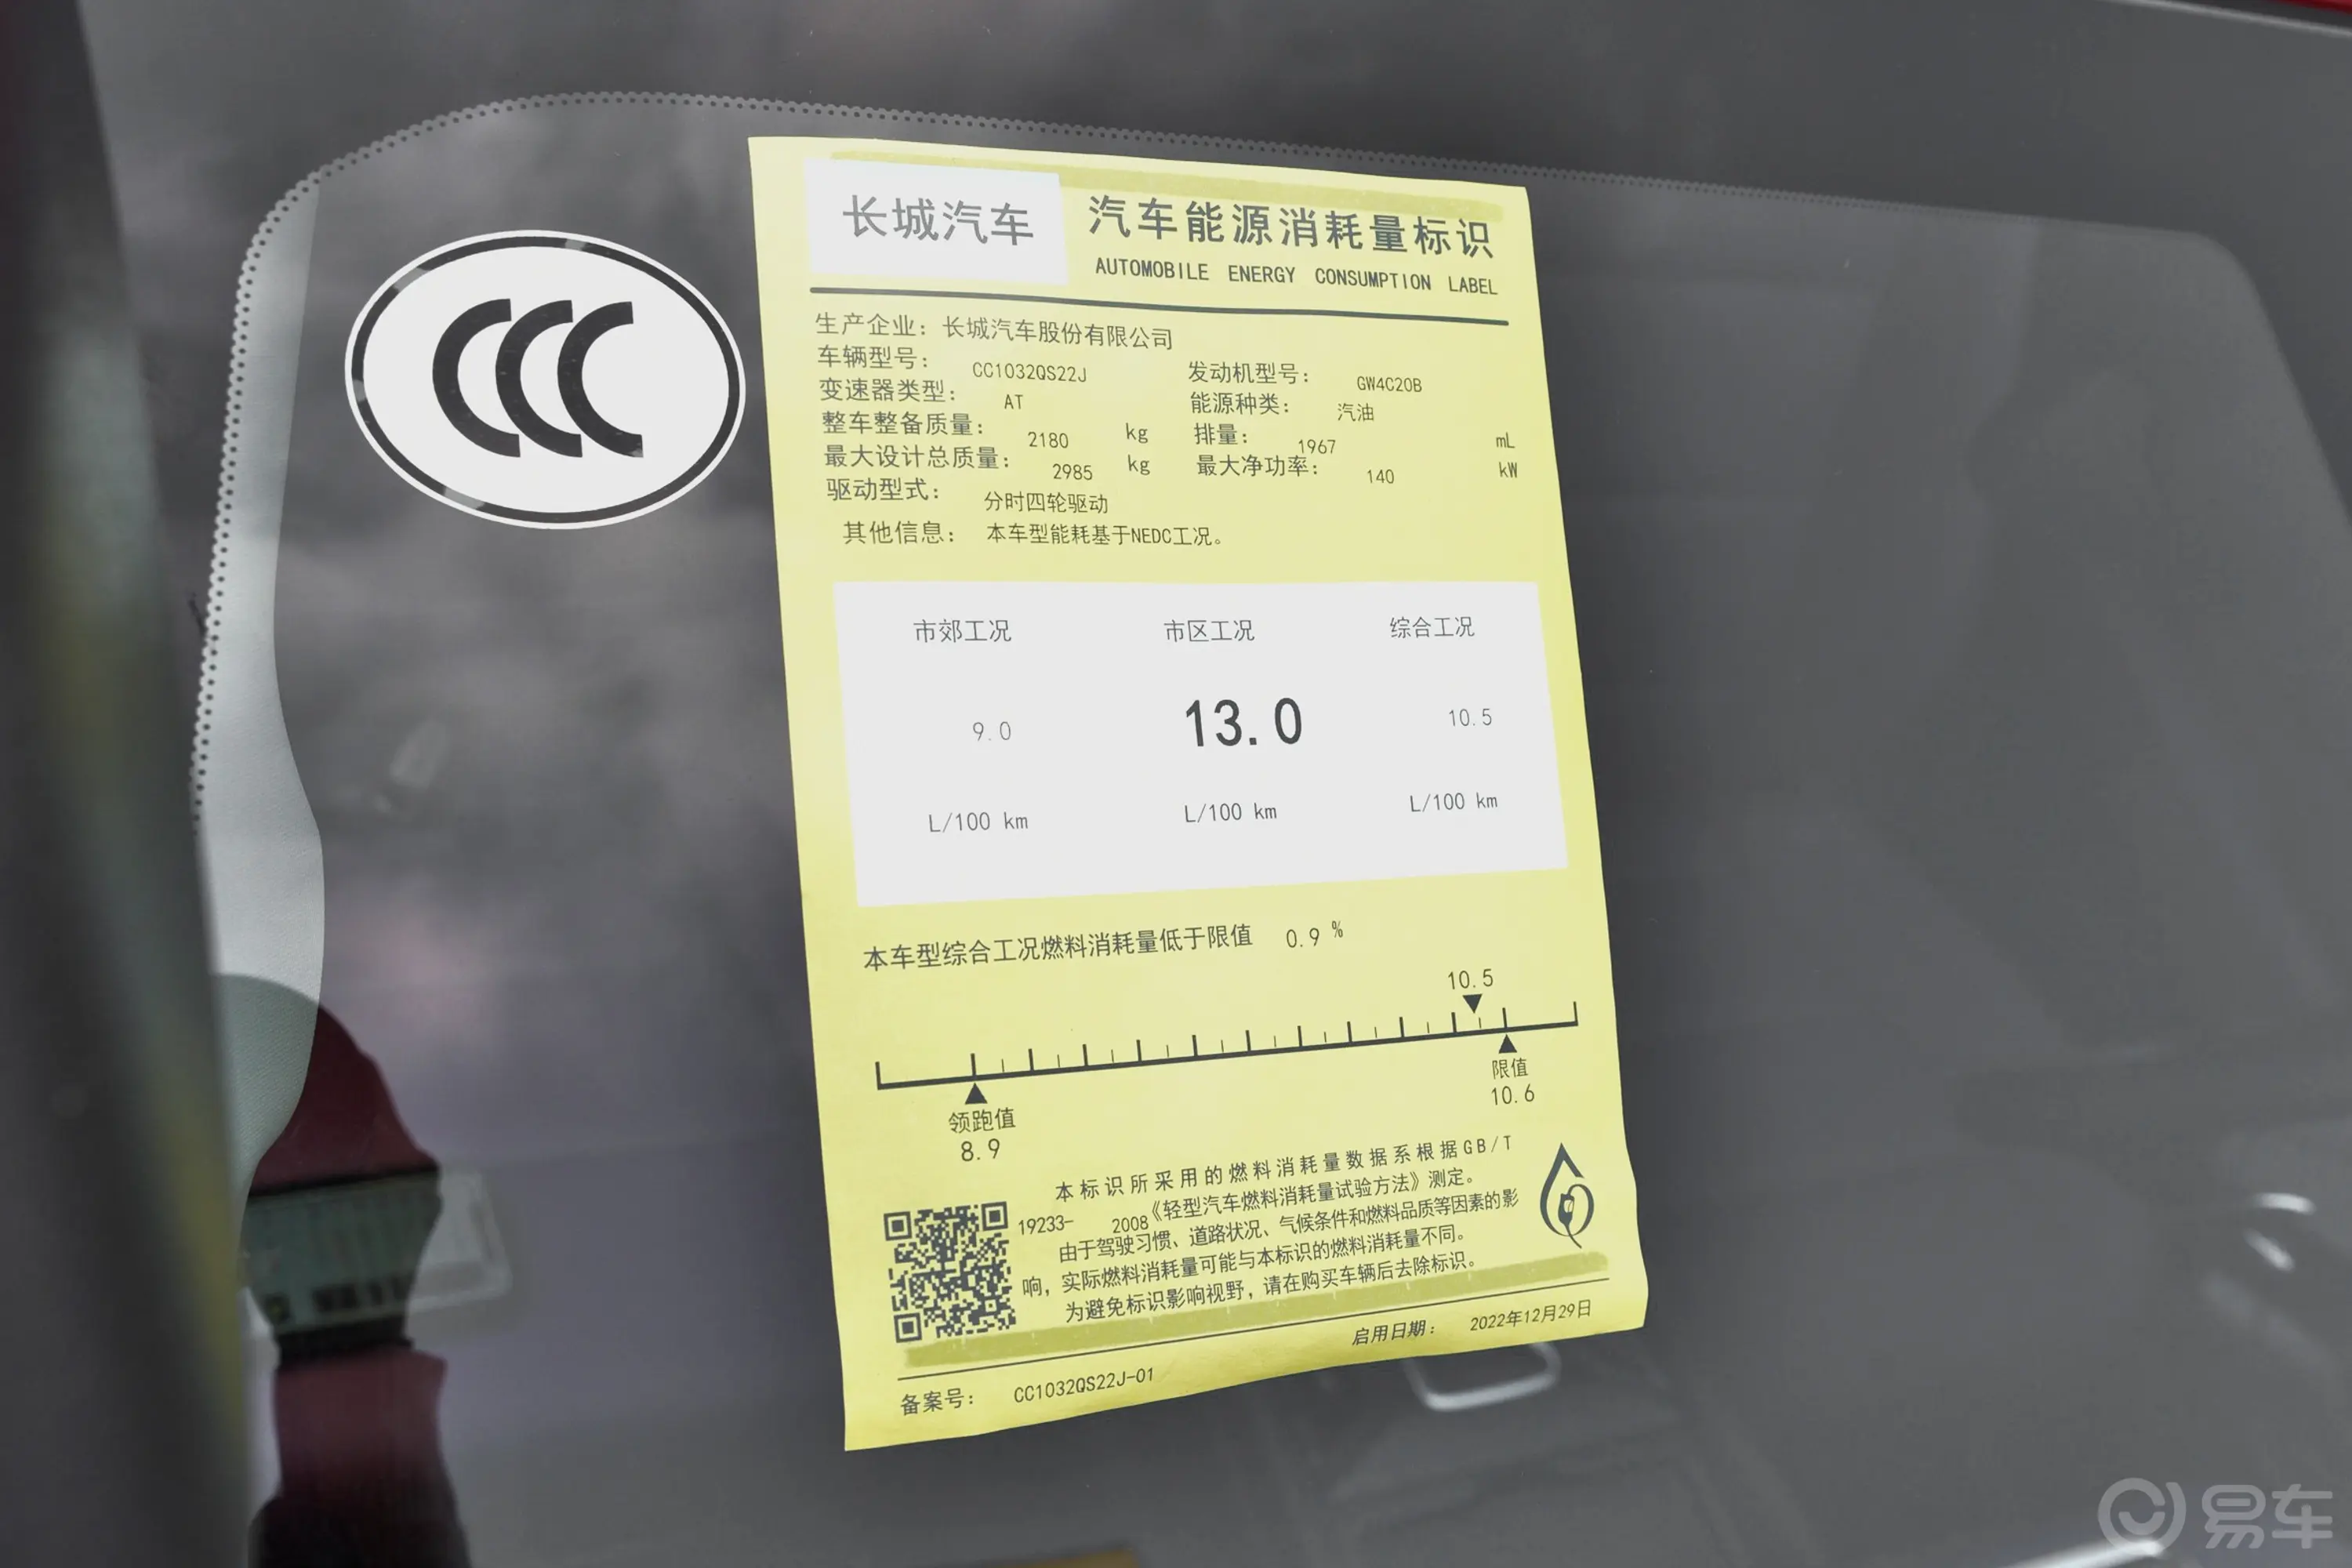 CCC
长城汽车
汽车能源消耗量标识
AUTOMOBILE ENERGY CONSUMPTION LABEL
生产企业：长城汽车股份有限公司
车辆型号： CC1032QS22J 发动机型号： GW4C20B
变速器类型： AT 能源种类： 汽油
整车整备质量： 2180 kg 排量： 1967 mL
最大设计总质量： 2985 kg 最大净功率： 140 kW
驱动型式： 分时四轮驱动
其他信息： 本车型能耗基于NEDC工况。
市郊工况 市区工况 综合工况
9.0 13.0 10.5
L/100 km L/100 km L/100 km
本车型综合工况燃料消耗量低于限值 0.9 %
10.5
领跑值 限值
8.9 10.6
本标识所采用的燃料消耗量数据系根据GB/T
19233- 2008《轻型汽车燃料消耗量试验方法》测定。
由于驾驶习惯、道路状况、气候条件和燃料品质等因素的影
响，实际燃料消耗量可能与本标识的燃料消耗量不同。
为避免标识影响视野，请在购买车辆后去除标识。
启用日期： 2022年12月29日
备案号： CC1032QS22J-01
易车